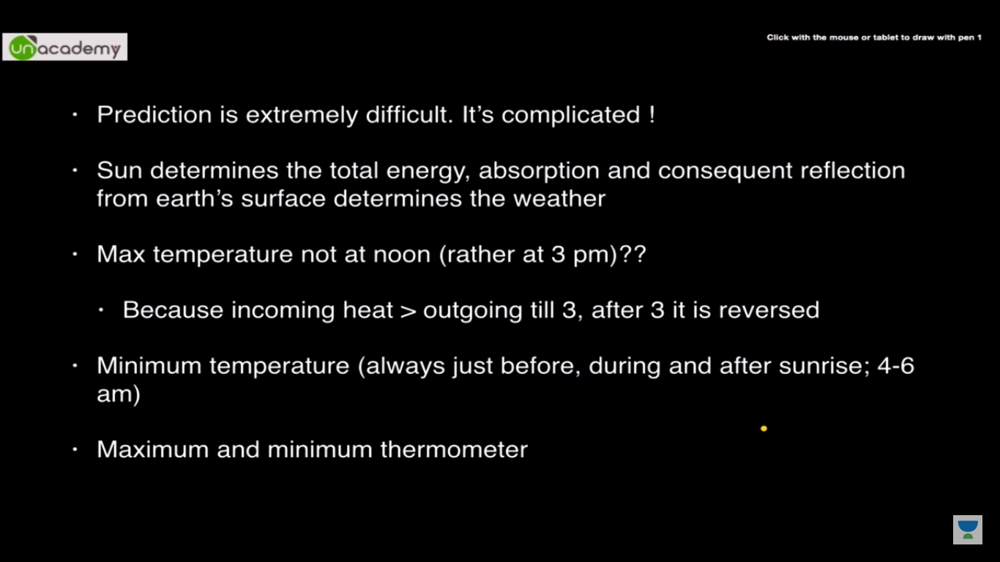 unacademy
Click with the mouse or tablet to draw with pen 1
· Prediction is extremely difficult. It’s complicated !
· Sun determines the total energy, absorption and consequent reflection
from earth’s surface determines the weather
· Max temperature not at noon (rather at 3 pm)??
· Because incoming heat > outgoing till 3, after 3 it is reversed
· Minimum temperature (always just before, during and after sunrise; 4-6
am)
· Maximum and minimum thermometer